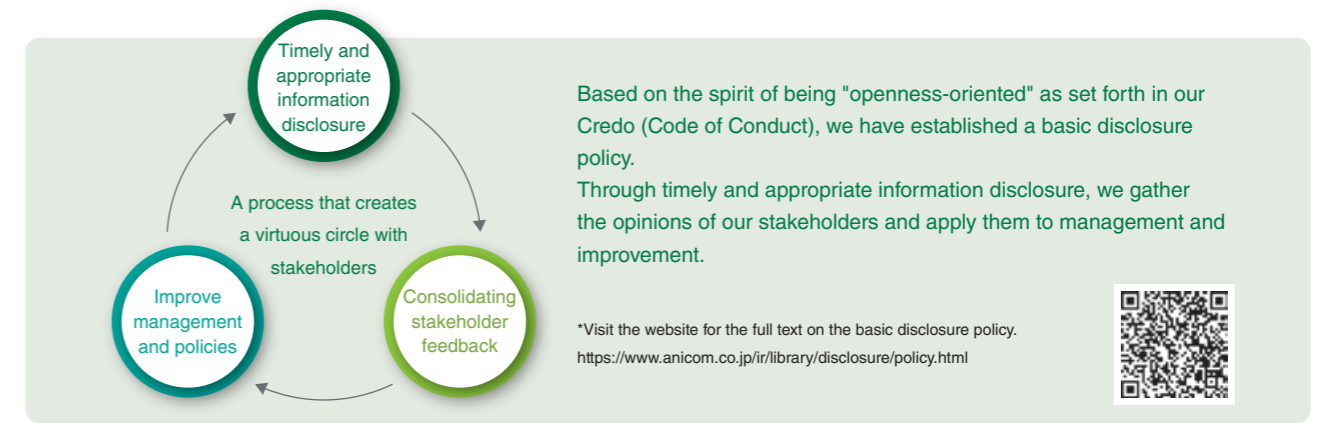 Timely and
appropriate
information
disclosure
A process that creates
a virtuous circle with
stakeholders
Improve
management
and policies
Consolidating
stakeholder
feedback
Based on the spirit of being "openness-oriented" as set forth in our
Credo (Code of Conduct), we have established a basic disclosure
policy.
Through timely and appropriate information disclosure, we gather
the opinions of our stakeholders and apply them to management and
improvement.
*Visit the website for the full text on the basic disclosure policy.
https://www.anicom.co.jp/ir/library/disclosure/policy.html